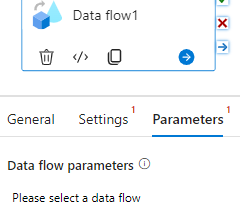 Data flow1
General Settings 1 Parameters 1
Data flow parameters
Please select a data flow